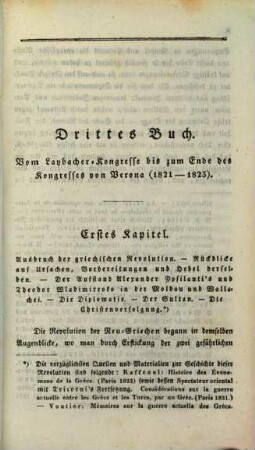 Drittes Buch.
Vom Laybacher-Kongresse bis zum Ende des
Kongresses von Verona (1821—1823).
Erstes Kapitel.
Ausbruch der griechischen Revolution. — Rückblicke
auf Ursachen, Vorbereitungen und Hebel dersel-
ben. — Der Aufstand Alexander Ypsilanti's und
Theodor Wladimiresko in der Moldau und Walla-
chei. — Die Diplomatie. — Der Sultan. — Die
Christenverfolgung.*)
Die Revolution der Neu-Griechen begann in demselben
Augenblicke, wo man durch Erstickung der zwei gefährlichen
*) Die vorzüglichsten Quellen und Materialien zur Geschichte dieser
Revolution sind folgende: Raffenel: Histoire des Evéne-
mens de la Grèce. (Paris 1822) sowie dessen Spectateur oriental
mit Tricorni's Fortsetzung. Considérations sur la guerre
actuelle entre les Grècs et les Turcs, par un Grèc. (Paris 1821.)
— Voutier: Mémoires sur la guerre actuelle des Grècs.